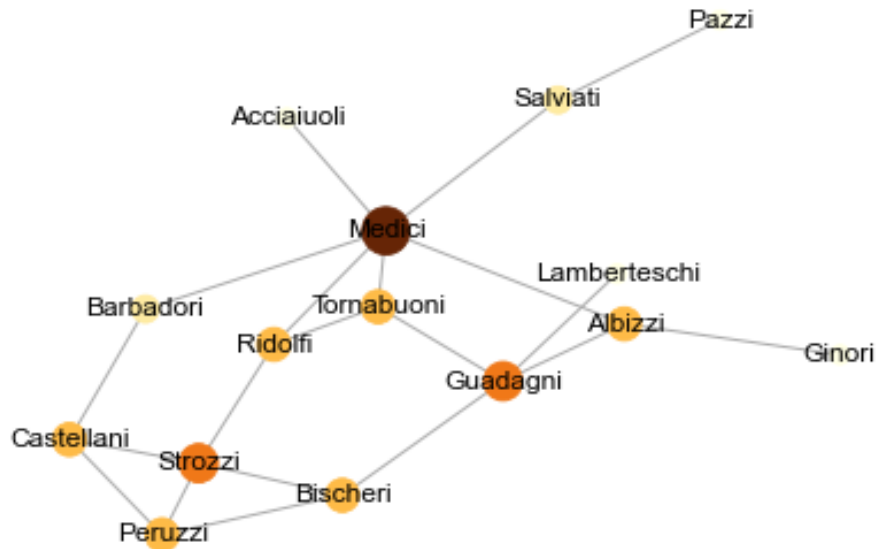 Pazzi
Salviati
Acciaiuoli
Medici
Lamberteschi
Barbadori
Tornabuoni
Albizzi
Ridolfi
Ginori
Guadagni
Castellani
Strozzi
Bischeri
Peruzzi